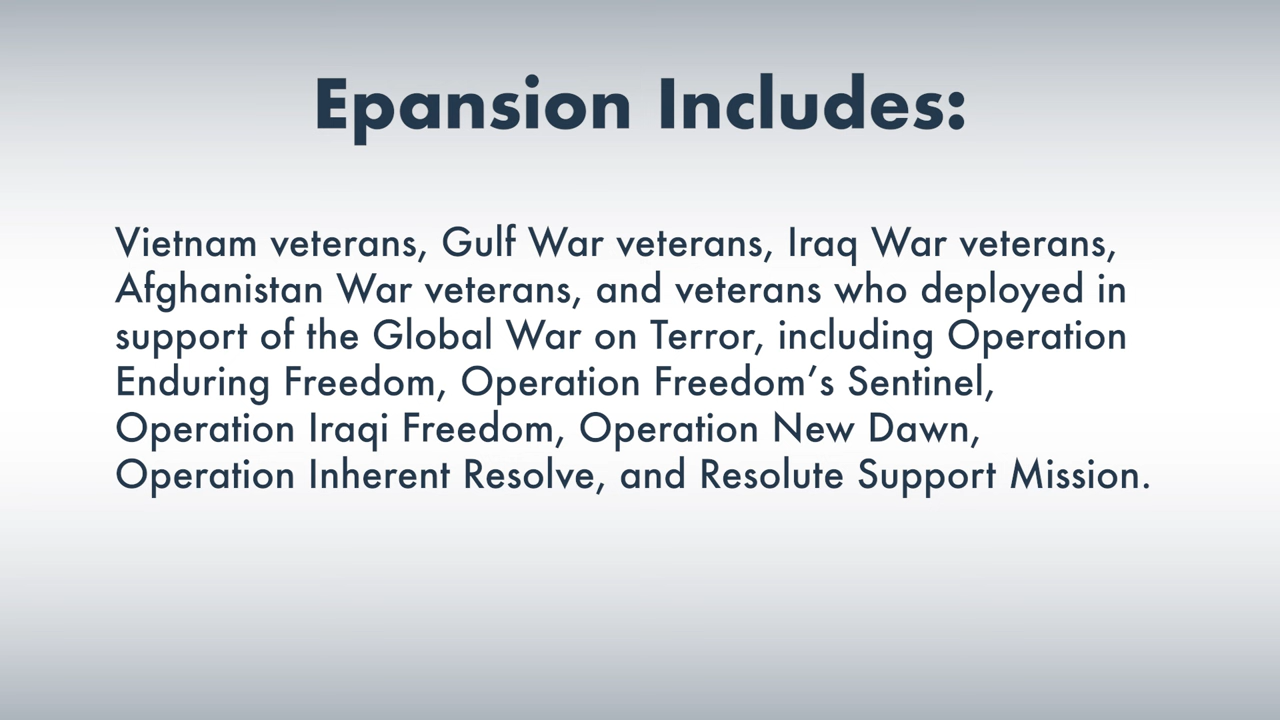 Epansion Includes:
Vietnam veterans, Gulf War veterans, Iraq War veterans,
Afghanistan War veterans, and veterans who deployed in
support of the Global War on Terror, including Operation
Enduring Freedom, Operation Freedom’s Sentinel,
Operation Iraqi Freedom, Operation New Dawn,
Operation Inherent Resolve, and Resolute Support Mission.